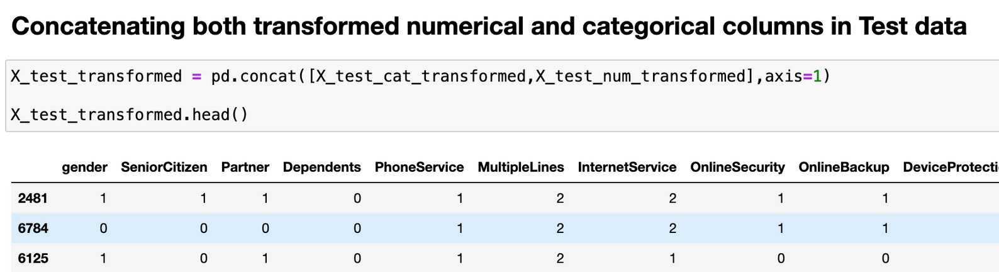 Concatenating both transformed numerical and categorical columns in Test data
X_test_transformed = pd.concat([X_test_cat_transformed,X_test_num_transformed],axis=1)
X_test_transformed.head()
gender SeniorCitizen Partner Dependents PhoneService MultipleLines InternetService OnlineSecurity OnlineBackup DeviceProtecti
2481 1 1 1 0 1 2 2 1 1
6784 0 0 0 0 1 2 2 1 1
6125 1 0 1 0 1 2 1 0 0